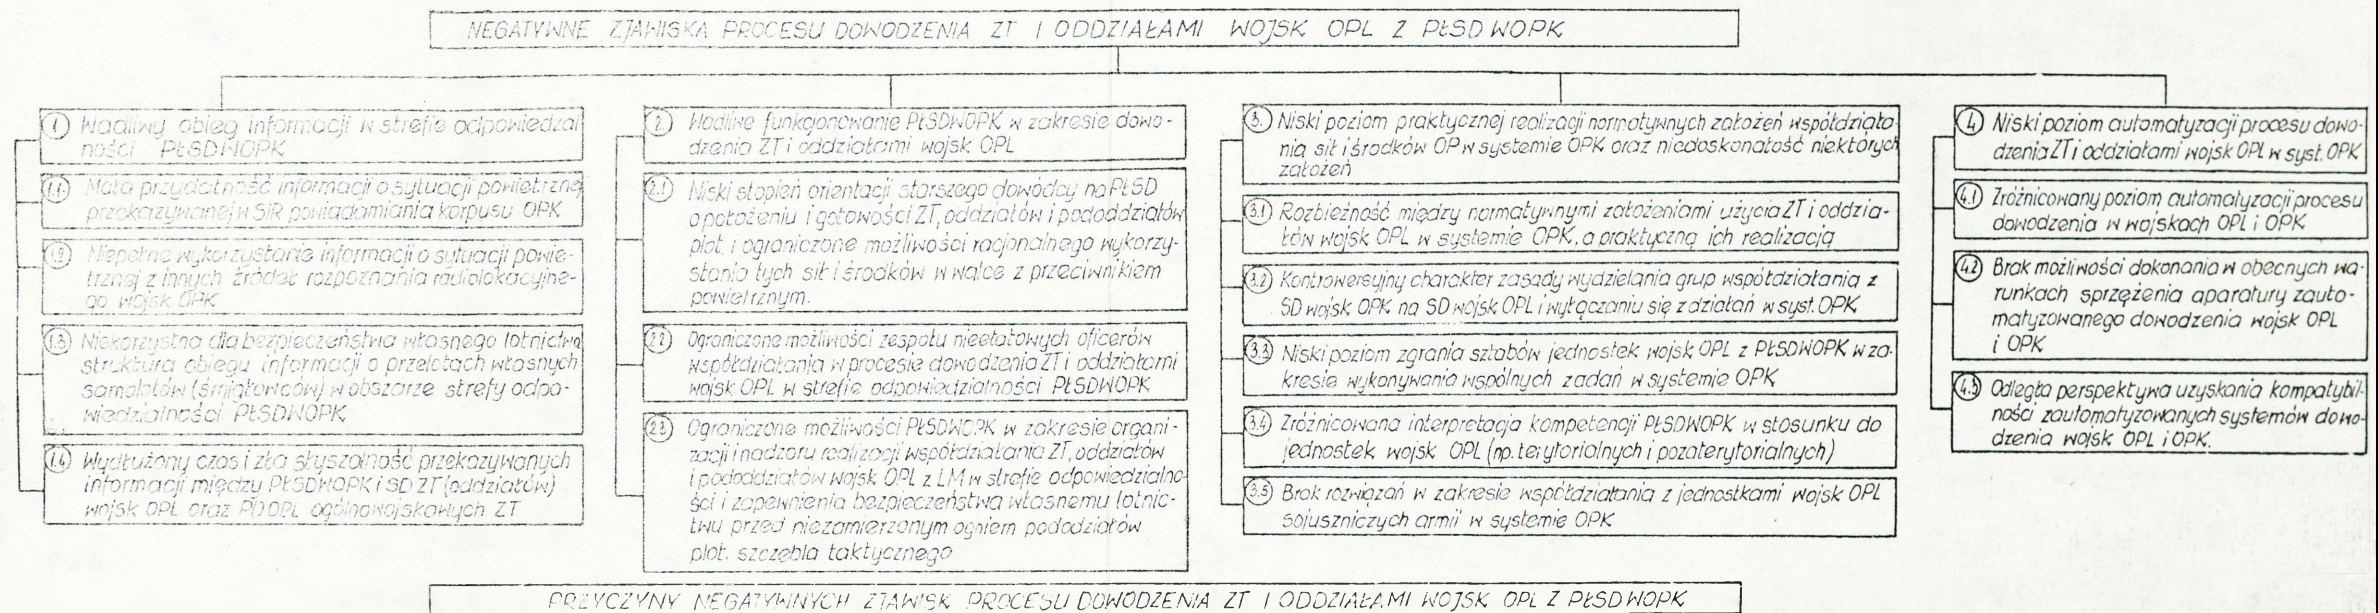 NEGATYWNE ZJAWISKA PROCESU DOWODZENIA ZT I ODDZIAŁAMI WOJSK OPL Z PŁSDWOPK
1 Wadliwy obieg informacji w strefie odpowiedzal
ności PŁSDWOPK
1.1 Mała przydatność informacji o sytuacji powietrznej
przekazywanej w SiR powiadamiania korpusu OPK
1.2 Niepełne wykorzystanie informacji o sytuacji powie-
trznej z innych źródeł rozpoznania radiolokacyjne-
go wojsk OPK
1.3 Niekorzystna dla bezpieczeństwa własnego lotnictwa
struktura obiegu informacji o przelotach własnych
samolotów (śmigłowców) w obszarze strefy odpo-
wiedzialności PŁSDWOPK
1.4 Wydłużony czas i zła słyszalność przekazywanych
informacji między PŁSDWOPK i SD ZT (oddziałów)
wojsk OPL oraz PDOPL ogólnowojskowych ZT
2. Wadliwe funkcjonowanie PŁSDWOPK w zakresie dowo-
dzenia ZT i oddziałami wojsk OPL
2.1 Niski stopień orientacji starszego dowódcy na PŁSD
o położeniu i gotowości ZT, oddziałów i pododdziałów
plot. i ograniczone możliwości racjonalnego wykorzy-
stania tych sił i środków w walce z przeciwnikiem
powietrznym.
2.2 Ograniczone możliwości zespołu nieetatowych oficerów
współdziałania w procesie dowodzenia ZT i oddziałami
wojsk OPL w strefie odpowiedzialności PŁSDWOPK
2.3 Ograniczone możliwości PŁSDWOPK w zakresie organi-
zacji i nadzoru realizacji współdziałania ZT, oddziałów
i pododdziałów wojsk OPL z LM w strefie odpowiedzialno-
ści i zapewnienia bezpieczeństwa własnemu lotnic-
twu przed niezamierzonym ogniem pododziałów
plot. szczebla taktycznego
3. Niski poziom praktycznej realizacji normatywnych założeń współdziała-
nia sił i środków OP w systemie OPK oraz niedoskonałość niektórych
założeń
3.1 Rozbieżność między normatywnymi założeniami użycia ZT i oddzia-
łów wojsk OPL w systemie OPK, a praktyczną ich realizacją
3.2 Kontrowersyjny charakter zasady wydzielania grup współdziałania z
SD wojsk OPK na SD wojsk OPL i wyłączaniu się z działań w syst. OPK
3.3 Niski poziom zgrania sztabów jednostek wojsk OPL z PŁSDWOPK w za-
kresie wykonywania wspólnych zadań w systemie OPK
3.4 Zróżnicowana interpretacja kompetencji PŁSDWOPK w stosunku do
jednostek wojsk OPL (np. terytorialnych i pozaterytorialnych)
3.5 Brak rozwiązań w zakresie współdziałania z jednostkami wojsk OPL
sojuszniczych armii w systemie OPK
4 Niski poziom automatyzacji procesu dowo-
dzenia ZT i oddziałami wojsk OPL w syst. OPK
4.1 Zróżnicowany poziom automatyzacji procesu
dowodzenia w wojskach OPL i OPK
4.2 Brak możliwości dokonania w obecnych wa-
runkach sprzężenia aparatury zauto-
matyzowanego dowodzenia wojsk OPL
i OPK
4.3 Odległa perspektywa uzyskania kompatybil-
ności zautomatyzowanych systemów dowo-
dzenia wojsk OPL i OPK.
PRZYCZYNY NEGATYWNYCH ZJAWISK PROCESU DOWODZENIA ZT I ODDZIAŁAMI WOJSK OPL Z PŁSDWOPK